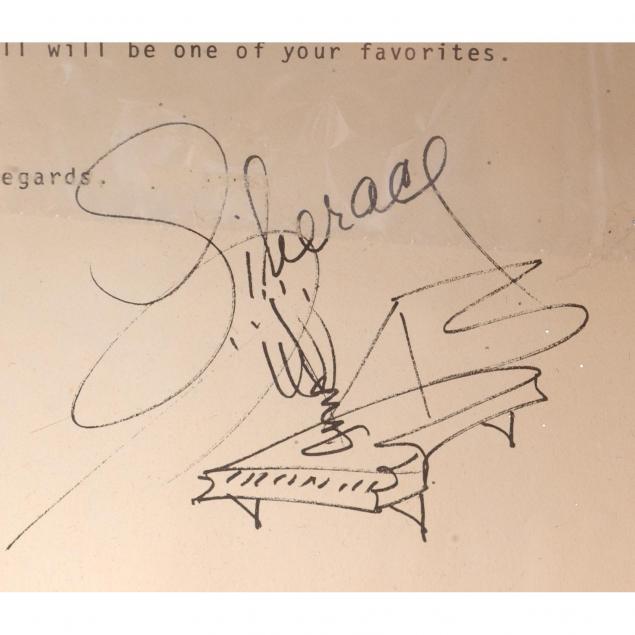 ll will be one of your favorites.
egards.
Liberace